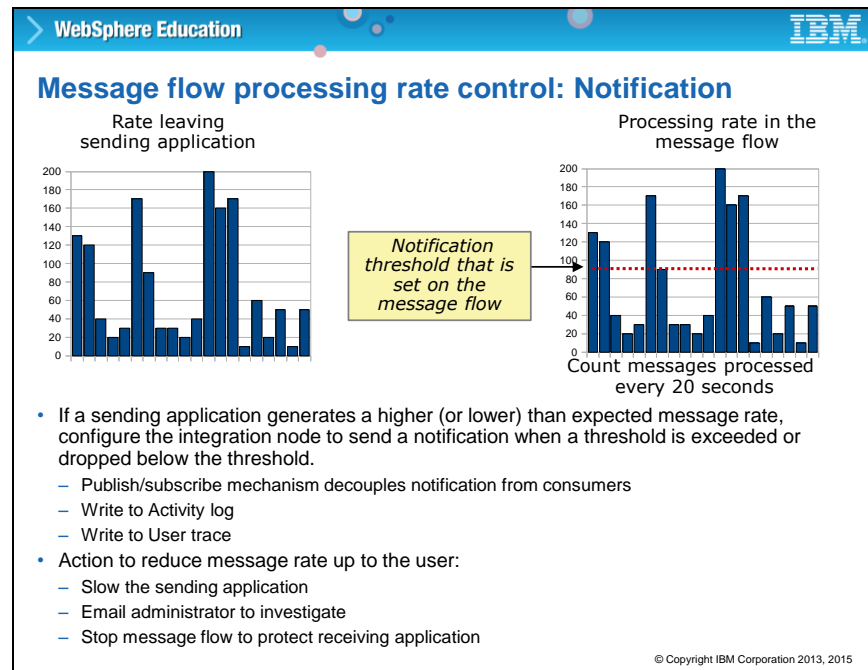 WebSphere Education
IBM
Message flow processing rate control: Notification
Rate leaving
sending application
200
180
160
140
120
100
80
60
40
20
0
Notification
threshold that is
set on the
message flow
Processing rate in the
message flow
200
180
160
140
120
100
80
60
40
20
0
Count messages processed
every 20 seconds
• If a sending application generates a higher (or lower) than expected message rate,
configure the integration node to send a notification when a threshold is exceeded or
dropped below the threshold.
– Publish/subscribe mechanism decouples notification from consumers
– Write to Activity log
– Write to User trace
• Action to reduce message rate up to the user:
– Slow the sending application
– Email administrator to investigate
– Stop message flow to protect receiving application
© Copyright IBM Corporation 2013, 2015